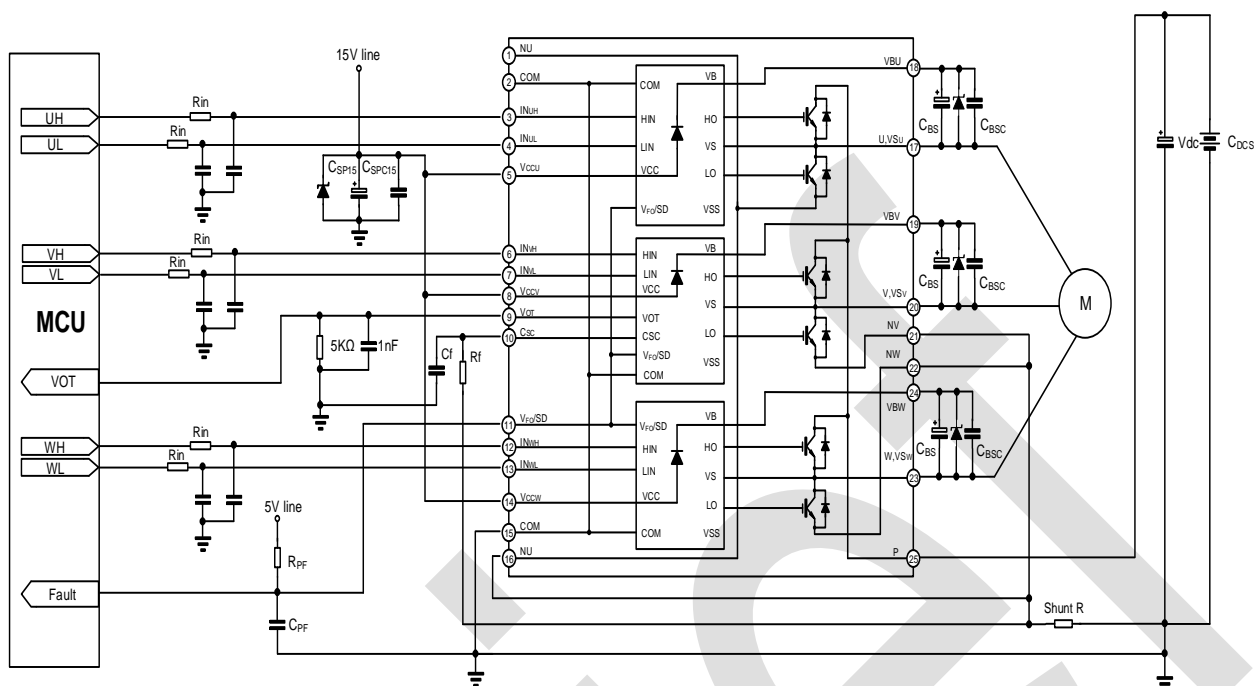 MCU
UH
UL
VH
VL
VOT
WH
WL
Fault
Rin
Rin
Rin
Rin
Rin
Rin
15V line
CSP15
CSPC15
5KΩ
1nF
Cf
Rf
5V line
RPF
CPF
1
NU
2
COM
3
INUH
4
INUL
5
VCCU
6
INVH
7
INVL
8
VCCV
9
VOT
10
CSC
11
VFO/SD
12
INWH
13
INWL
14
VCCW
15
COM
16
NU
COM
HIN
LIN
VCC
VFO/SD
VB
HO
VS
LO
VSS
HIN
LIN
VCC
VOT
CSC
VFO/SD
COM
VB
HO
VS
LO
VSS
VFO/SD
HIN
LIN
VCC
COM
VB
HO
VS
LO
VSS
VBU
18
U,VSU
17
VBV
19
V,VSV
20
NV
21
NW
22
24
VBW
W,VSW
23
P
25
CBS
CBSC
CBS
CBSC
CBS
CBSC
M
Vdc
CDCS
Shunt R